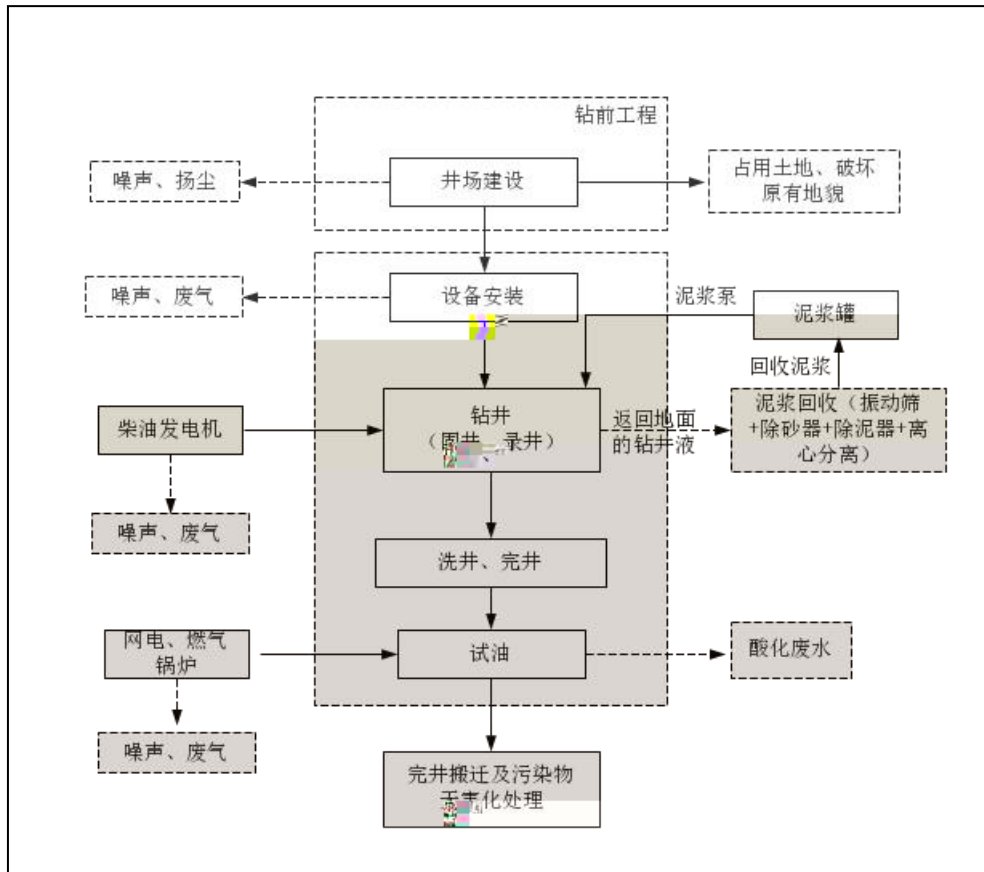 钻前工程
噪声、扬尘
井场建设
占用土地、破坏
原有地貌
噪声、废气
设备安装
泥浆泵
泥浆罐
回收泥浆
柴油发电机
钻井
（固井、录井）
返回地面
的钻井液
泥浆回收（振动筛
+除砂器+除泥器+离
心分离）
噪声、废气
洗井、完井
网电、燃气
锅炉
试油
酸化废水
噪声、废气
完井搬迁及污染物
无害化处理